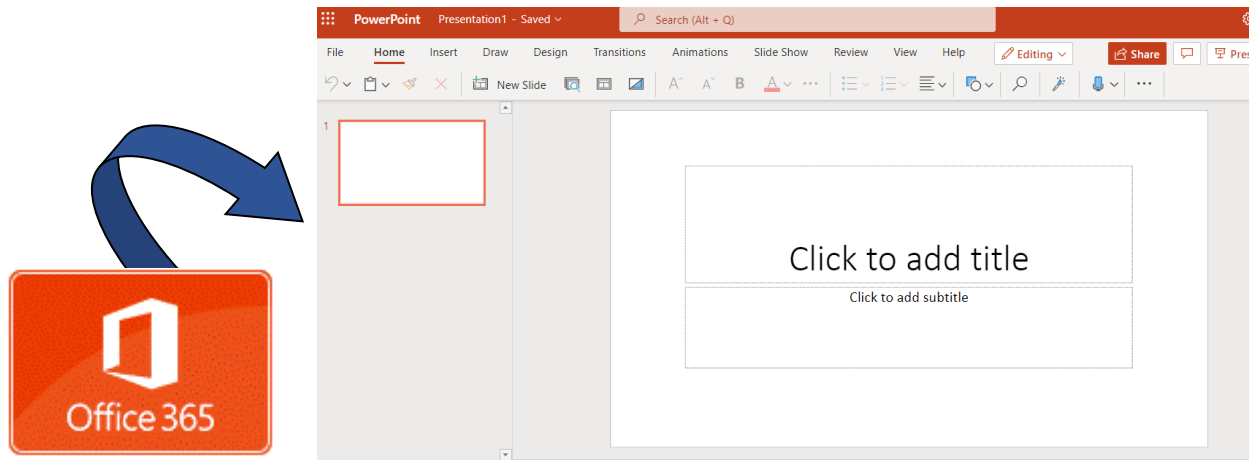 PowerPoint Presentation1 - Saved Search (Alt + Q)
File Home Insert Draw Design Transitions Animations Slide Show Review View Help Editing Share Pres
New Slide A A B A
1
Click to add title
Click to add subtitle
Office 365